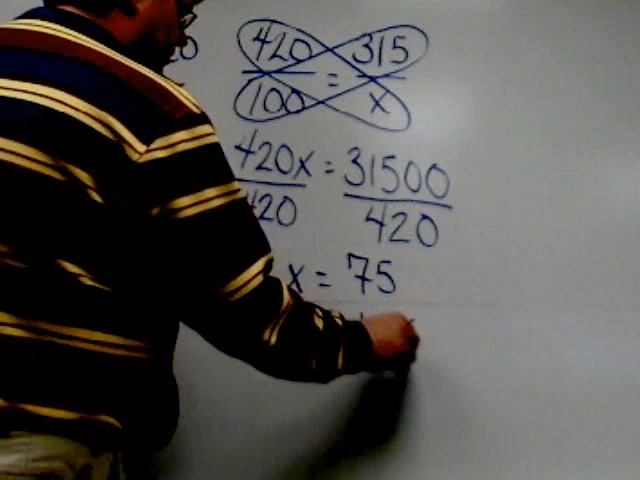 420/100 = 315/x
420x/420 = 31500/420
x = 75